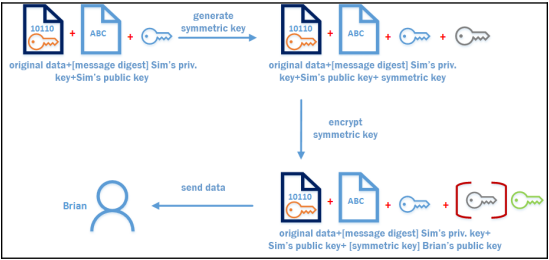 10110
+
ABC
+
generate
symmetric key
10110
+
ABC
+
+
original data+[message digest] Sim's priv.
key+Sim's public key
original data+[message digest] Sim's priv.
key+Sim's public key+ symmetric key
encrypt
symmetric key
Brian
send data
10110
+
ABC
+
+
original data+[message digest] Sim's priv. key+
Sim's public key+ [symmetric key] Brian's public key